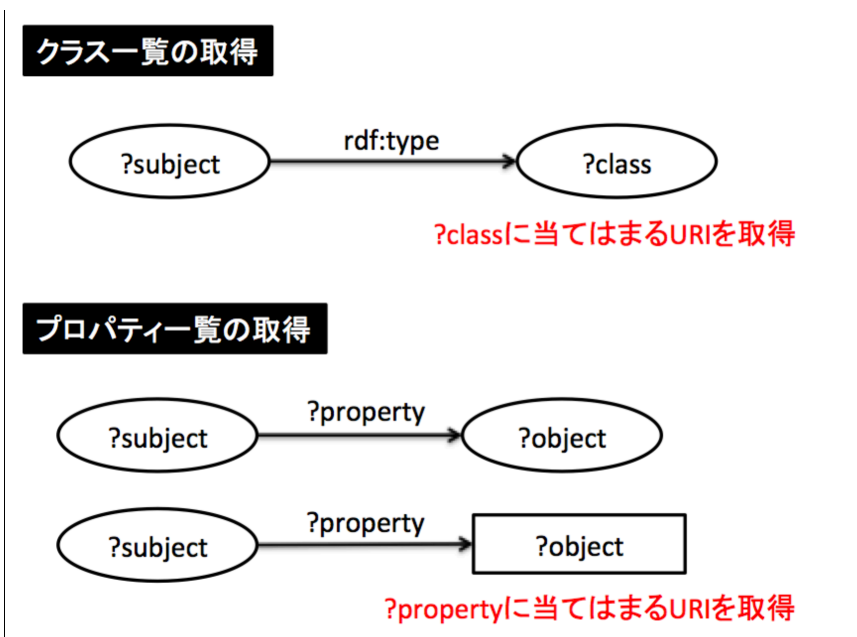 クラス一覧の取得
rdf:type
?subject
?class
?classに当てはまるURIを取得
プロパティ一覧の取得
?property
?subject
?object
?property
?subject
?object
?propertyに当てはまるURIを取得